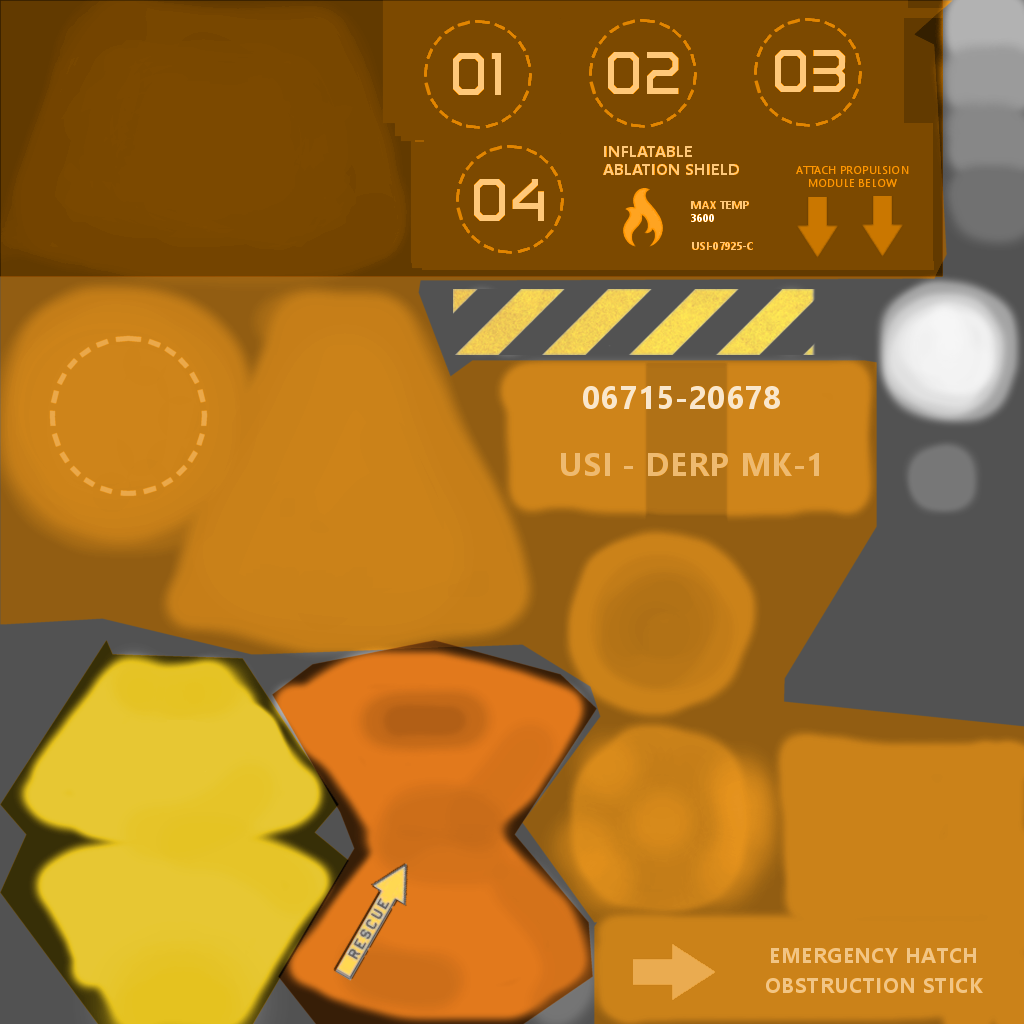 01
02
03
04
INFLATABLE
ABLATION SHIELD
MAX TEMP
3600
USI-07925-C
ATTACH PROPULSION
MODULE BELOW
06715-20678
USI - DERP MK-1
RESCUE
EMERGENCY HATCH
OBSTRUCTION STICK